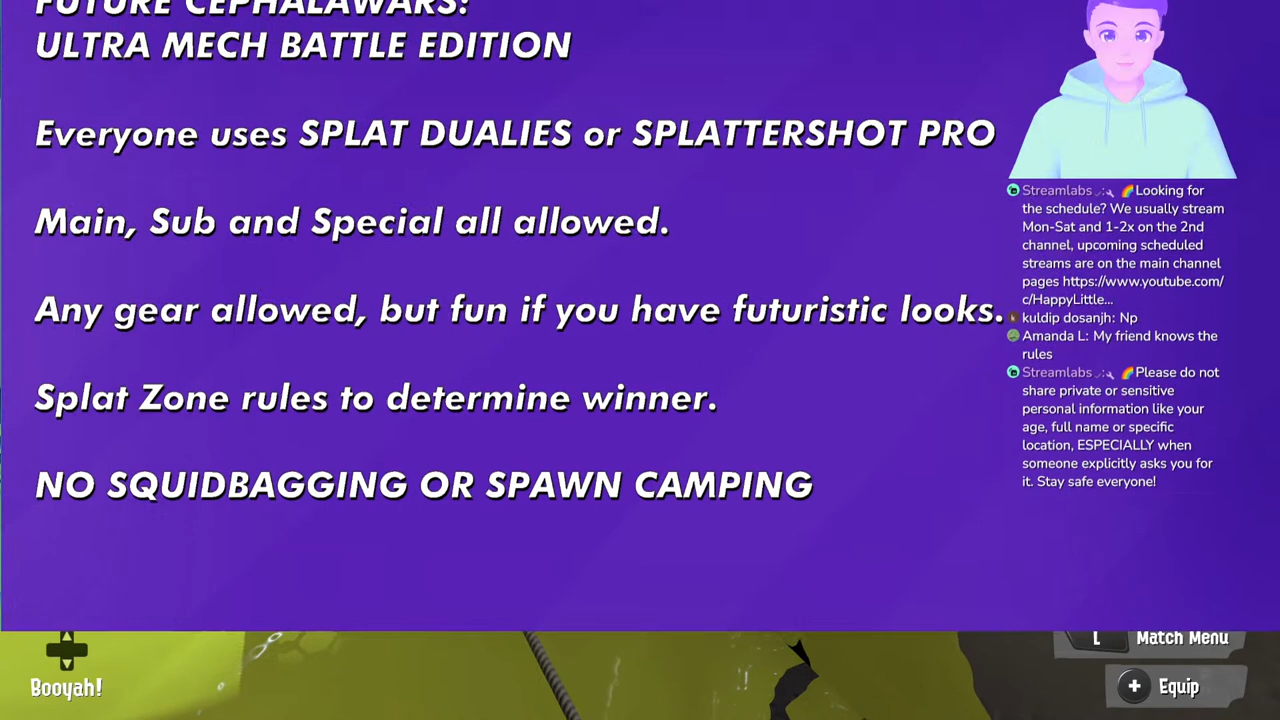 FUTURE CEPHALAWARS:
ULTRA MECH BATTLE EDITION
Everyone uses SPLAT DUALIES or SPLATTERSHOT PRO
Main, Sub and Special all allowed.
Any gear allowed, but fun if you have futuristic looks.
Splat Zone rules to determine winner.
NO SQUIDBAGGING OR SPAWN CAMPING
Streamlabs 🌈Looking for
the schedule? We usually stream
Mon-Sat and 1-2x on the 2nd
channel, upcoming scheduled
streams are on the main channel
pages https://www.youtube.com/
c/HappyLittle...
kuldip dosanjh: Np
Amanda L: My friend knows the
rules
Streamlabs 🌈Please do not
share private or sensitive
personal information like your
age, full name or specific
location, ESPECIALLY when
someone explicitly asks you for
it. Stay safe everyone!
Booyah!
L Match Menu
+ Equip